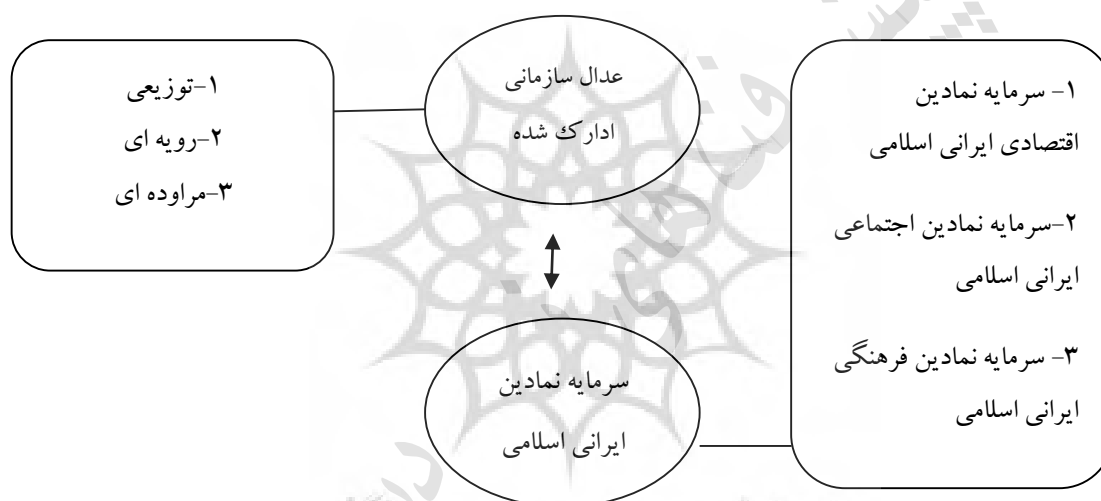 ۱- سرمایه نمادین
اقتصادی ایرانی اسلامی
۲-سرمایه نمادین اجتماعی
ایرانی اسلامی
۳- سرمایه نمادین فرهنگی
ایرانی اسلامی
عدال سازمانی
ادارک شده
سرمایه نمادین
ایرانی اسلامی
۱-توزیعی
۲-رویه ای
۳-مراوده ای